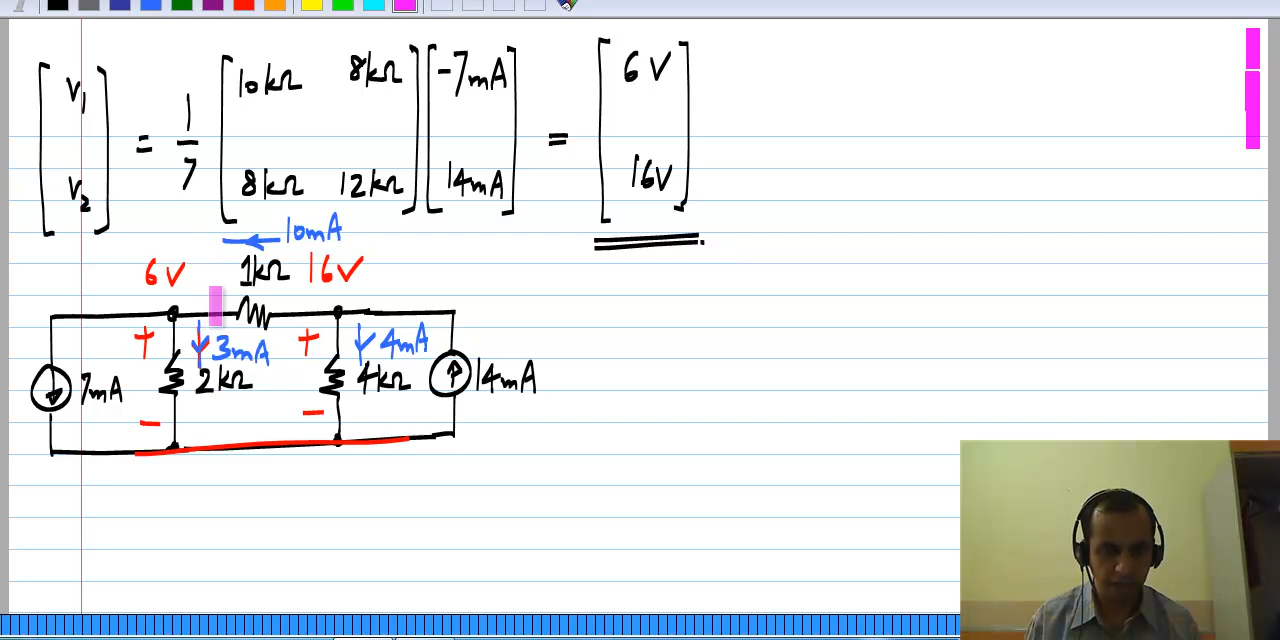 [ v₁ ] = 1/7 [ 10kΩ 8kΩ ] [ -7mA ] = [ 6V ]
[ v₂ ] [ 8kΩ 12kΩ ] [ 14mA ] [ 16V ]
10mA
6V 1kΩ 16V
+ 3mA + 4mA
7mA 2kΩ 4kΩ 14mA
- -